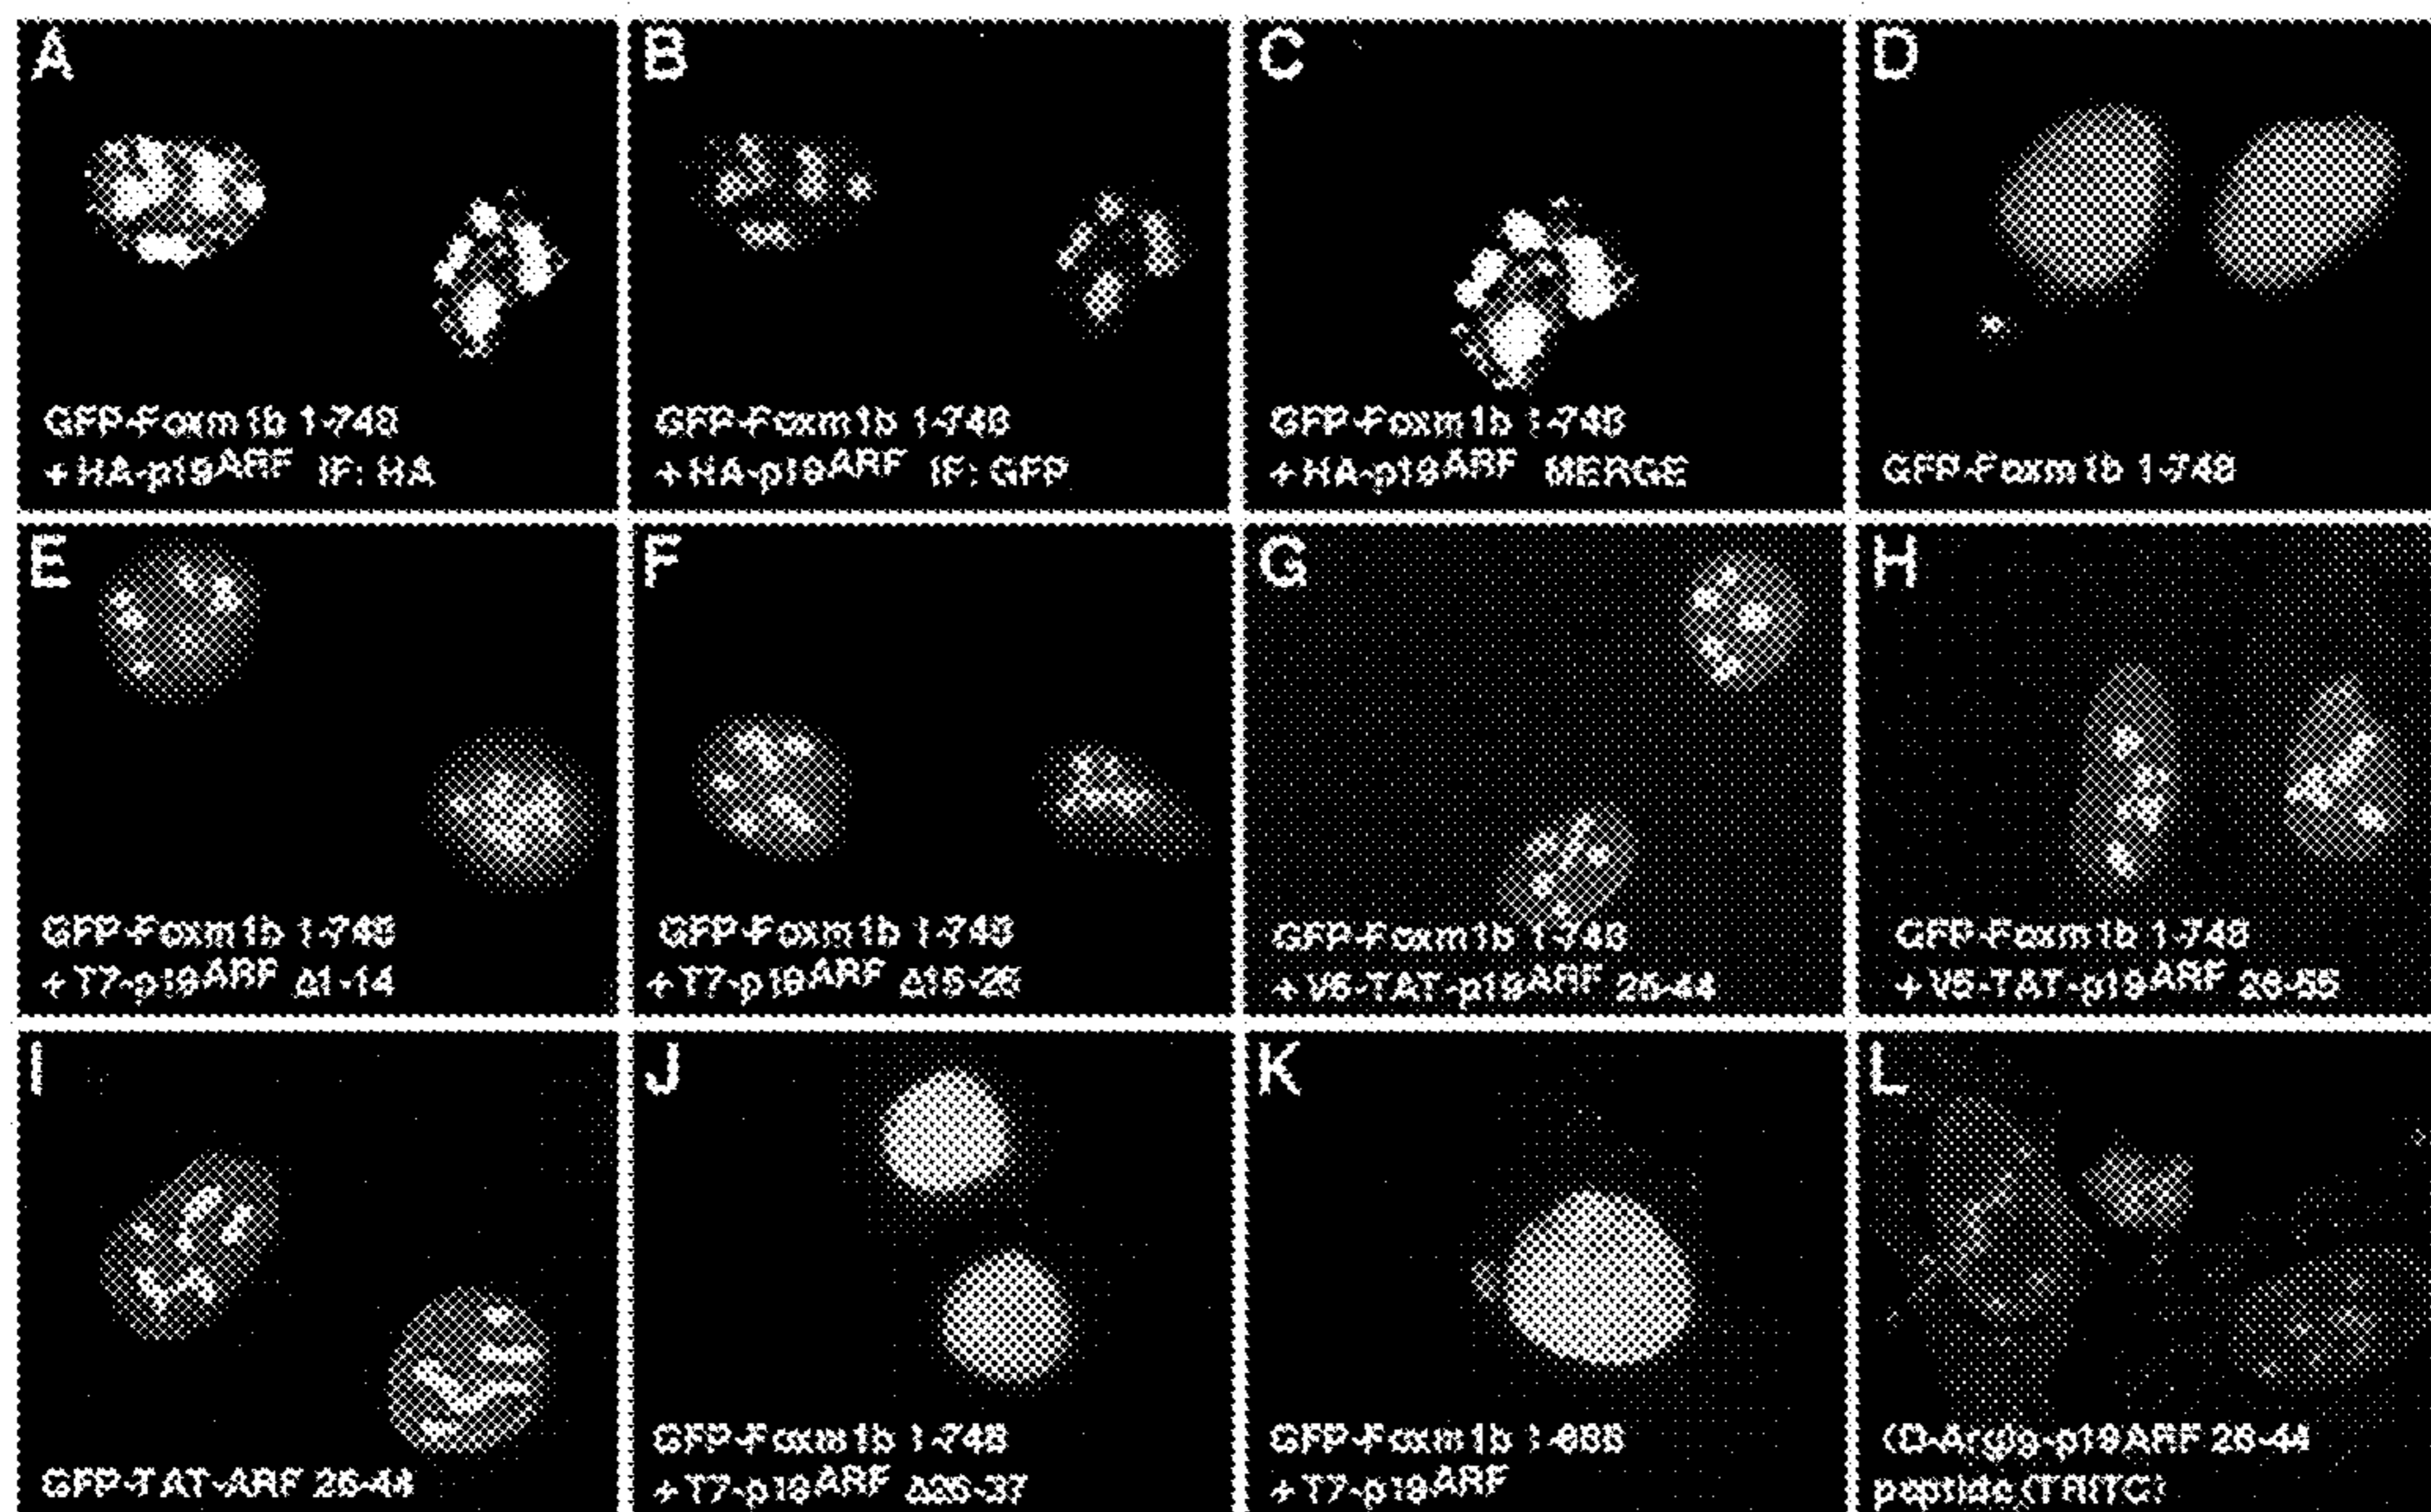 A
GFP-Foxm1b 1-748
+ HA-p19ARF IF: HA
B
GFP-Foxm1b 1-748
+ HA-p19ARF IF: GFP
C
GFP-Foxm1b 1-748
+ HA-p19ARF MERGE
D
GFP-Foxm1b 1-748
E
GFP-Foxm1b 1-748
+ T7-p19ARF Δ1-14
F
GFP-Foxm1b 1-748
+ T7-p19ARF Δ15-25
G
GFP-Foxm1b 1-748
+ V5-TAT-p19ARF 26-44
H
GFP-Foxm1b 1-748
+ V5-TAT-p19ARF 26-55
I
GFP-TAT-ARF 26-44
J
GFP-Foxm1b 1-748
+ T7-p19ARF Δ26-37
K
GFP-Foxm1b 1-688
+ T7-p19ARF
L
(D-Arg)9-p19ARF 26-44
peptide (TRITC)